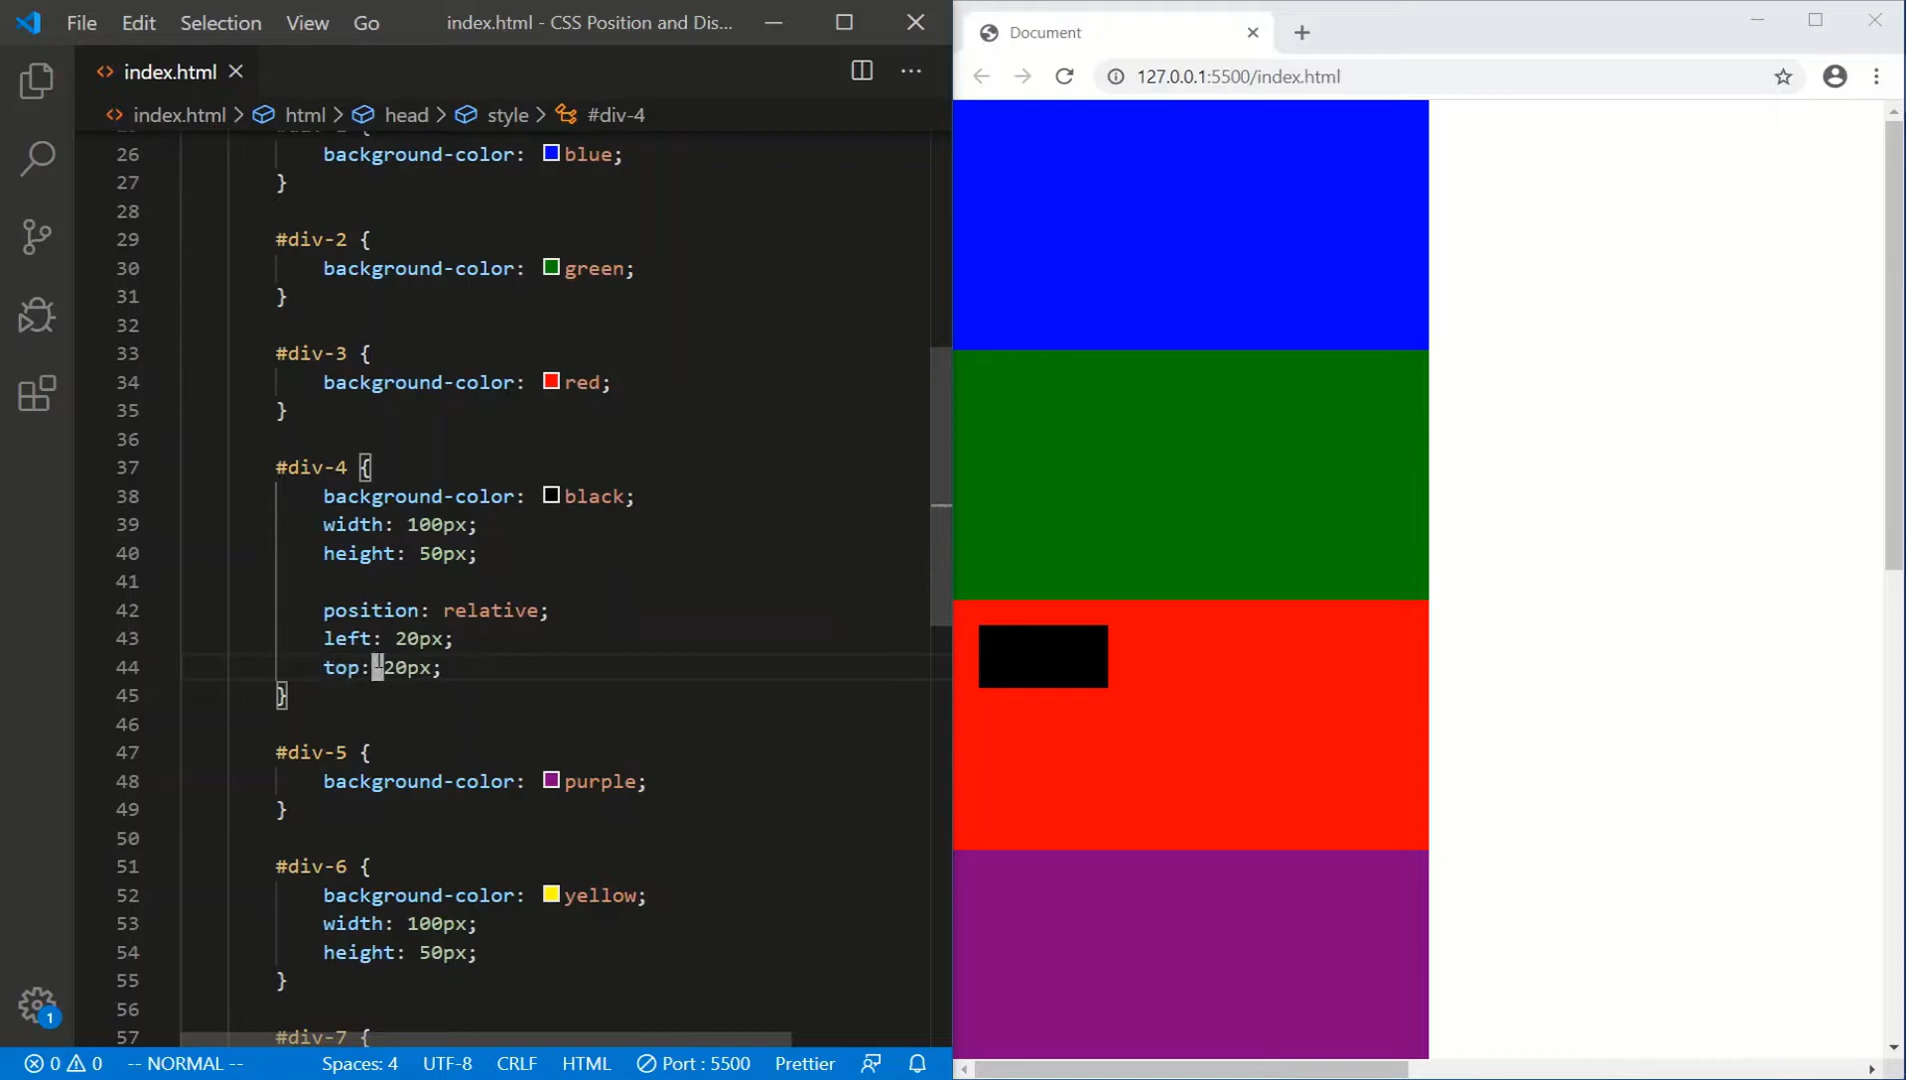 File Edit Selection View Go index.html - CSS Position and Dis...
Document
index.html
127.0.0.1:5500/index.html
index.html > html > head > style > #div-4
26 background-color: blue;
27 }
28
29 #div-2 {
30 background-color: green;
31 }
32
33 #div-3 {
34 background-color: red;
35 }
36
37 #div-4 {
38 background-color: black;
39 width: 100px;
40 height: 50px;
41
42 position: relative;
43 left: 20px;
44 top: 20px;
45 }
46
47 #div-5 {
48 background-color: purple;
49 }
50
51 #div-6 {
52 background-color: yellow;
53 width: 100px;
54 height: 50px;
55 }
56
57 #div-7 {
1
0 0 -- NORMAL -- Spaces: 4 UTF-8 CRLF HTML Port : 5500 Prettier